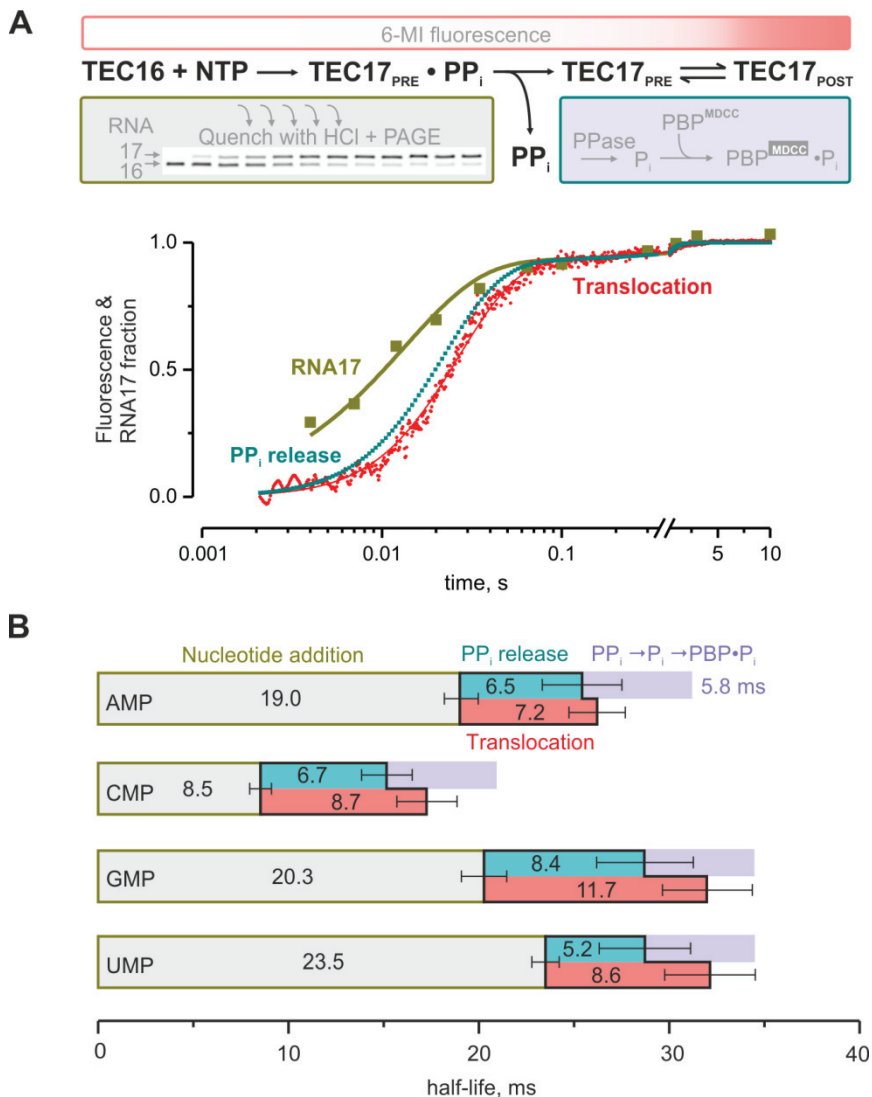 A
6-MI fluorescence
TEC16 + NTP → TEC17PRE • PPi → TEC17PRE ⇌ TEC17POST
RNA
17
16
Quench with HCl + PAGE
PPi
PBPMDCC
PPase
Pi
PBPMDCC•Pi
1.0
0.5
0.0
Fluorescence &
RNA17 fraction
RNA17
PPi release
Translocation
0.001 0.01 0.1 5 10
time, s
B
Nucleotide addition PPi release PPi→Pi→PBP•Pi
AMP 19.0 6.5 5.8 ms
7.2
Translocation
CMP 8.5 6.7
8.7
GMP 20.3 8.4
11.7
UMP 23.5 5.2
8.6
0 10 20 30 40
half-life, ms